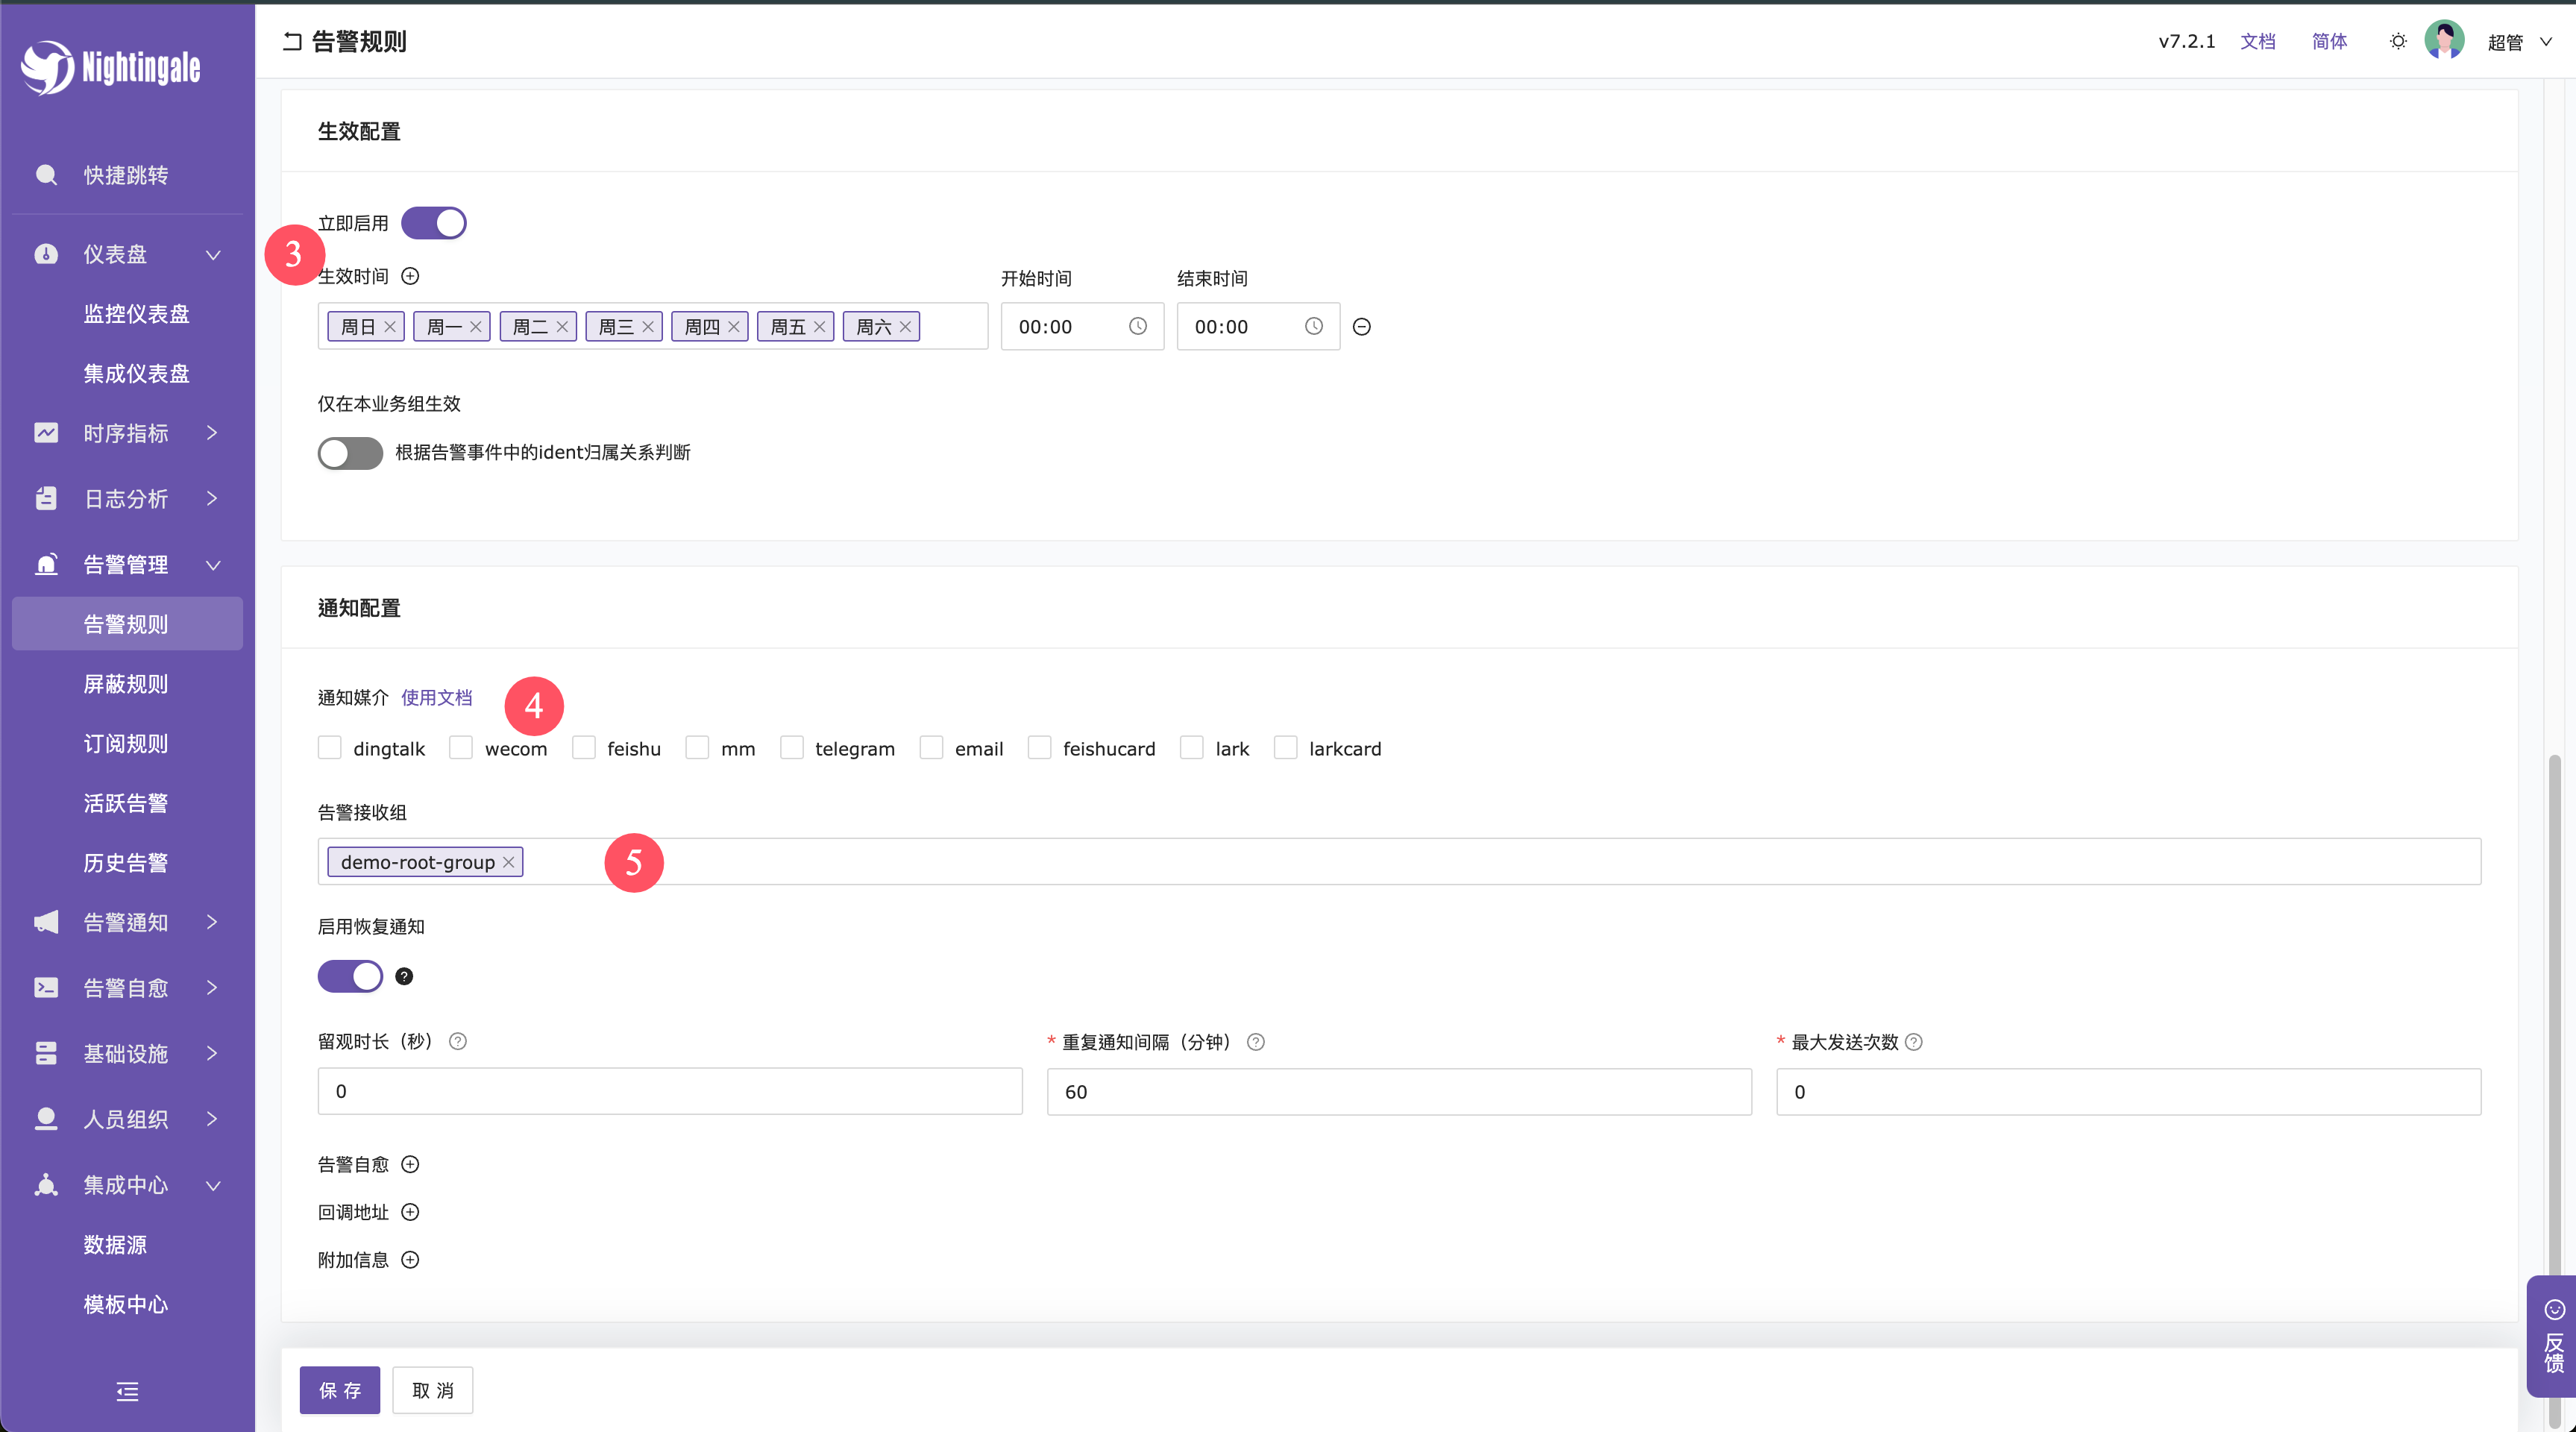 Nightingale
快捷跳转
仪表盘
监控仪表盘
集成仪表盘
时序指标
日志分析
告警管理
告警规则
屏蔽规则
订阅规则
活跃告警
历史告警
告警通知
告警自愈
基础设施
人员组织
集成中心
数据源
模板中心
告警规则
v7.2.1 文档 简体 超管
生效配置
立即启用
3
生效时间 开始时间 结束时间
周日 周一 周二 周三 周四 周五 周六 00:00 00:00
仅在本业务组生效
根据告警事件中的ident归属关系判断
通知配置
通知媒介 使用文档 4
dingtalk wecom feishu mm telegram email feishucard lark larkcard
告警接收组
demo-root-group 5
启用恢复通知
?
留观时长（秒） ? * 重复通知间隔（分钟） ? * 最大发送次数 ?
0 60 0
告警自愈
回调地址
附加信息
保存 取消
反馈